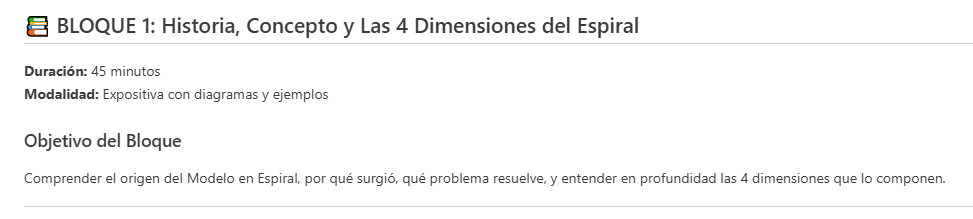 BLOQUE 1: Historia, Concepto y Las 4 Dimensiones del Espiral
Duración: 45 minutos
Modalidad: Expositiva con diagramas y ejemplos
Objetivo del Bloque
Comprender el origen del Modelo en Espiral, por qué surgió, qué problema resuelve, y entender en profundidad las 4 dimensiones que lo componen.